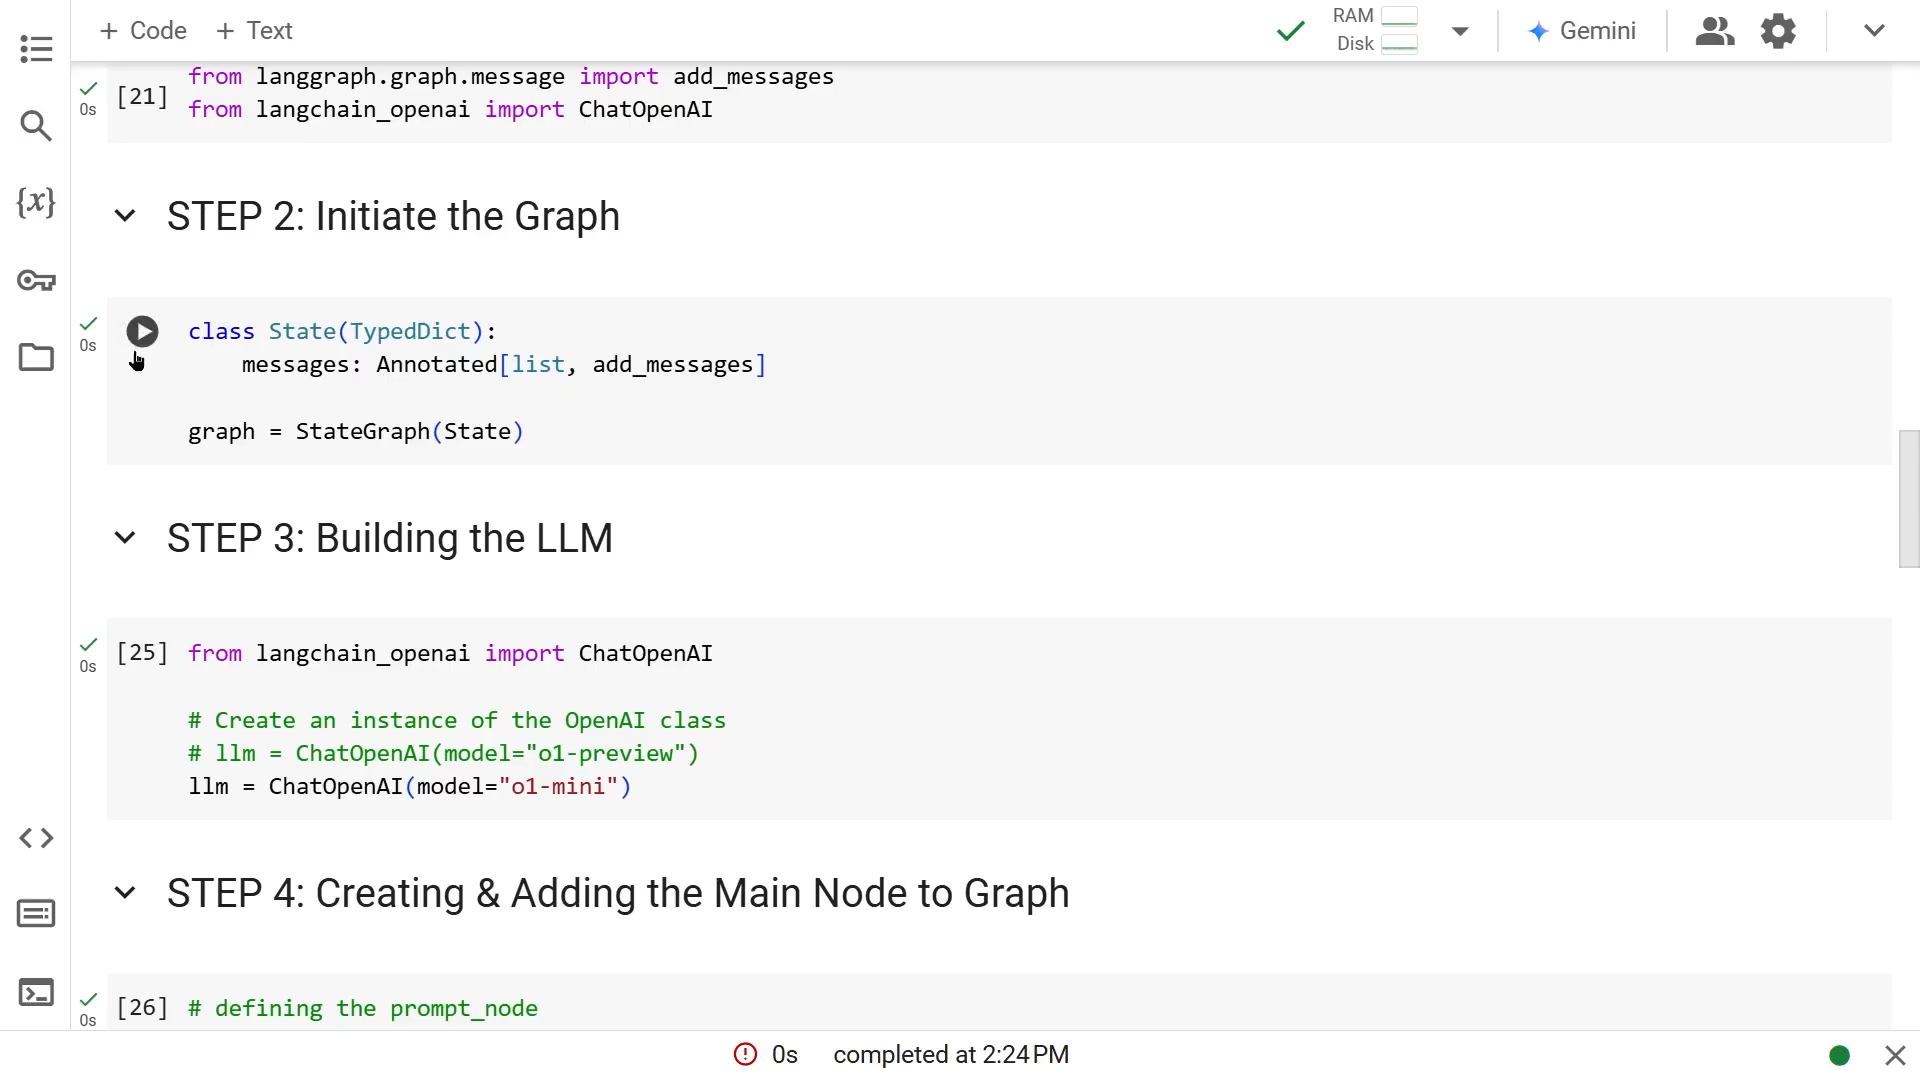 + Code + Text
RAM
Disk
Gemini
{x}
0s
[21]
from langgraph.graph.message import add_messages
from langchain_openai import ChatOpenAI
STEP 2: Initiate the Graph
0s
class State(TypedDict):
messages: Annotated[list, add_messages]
graph = StateGraph(State)
STEP 3: Building the LLM
0s
[25] from langchain_openai import ChatOpenAI
# Create an instance of the OpenAI class
# llm = ChatOpenAI(model="o1-preview")
llm = ChatOpenAI(model="o1-mini")
STEP 4: Creating & Adding the Main Node to Graph
0s
[26] # defining the prompt_node
0s completed at 2:24 PM